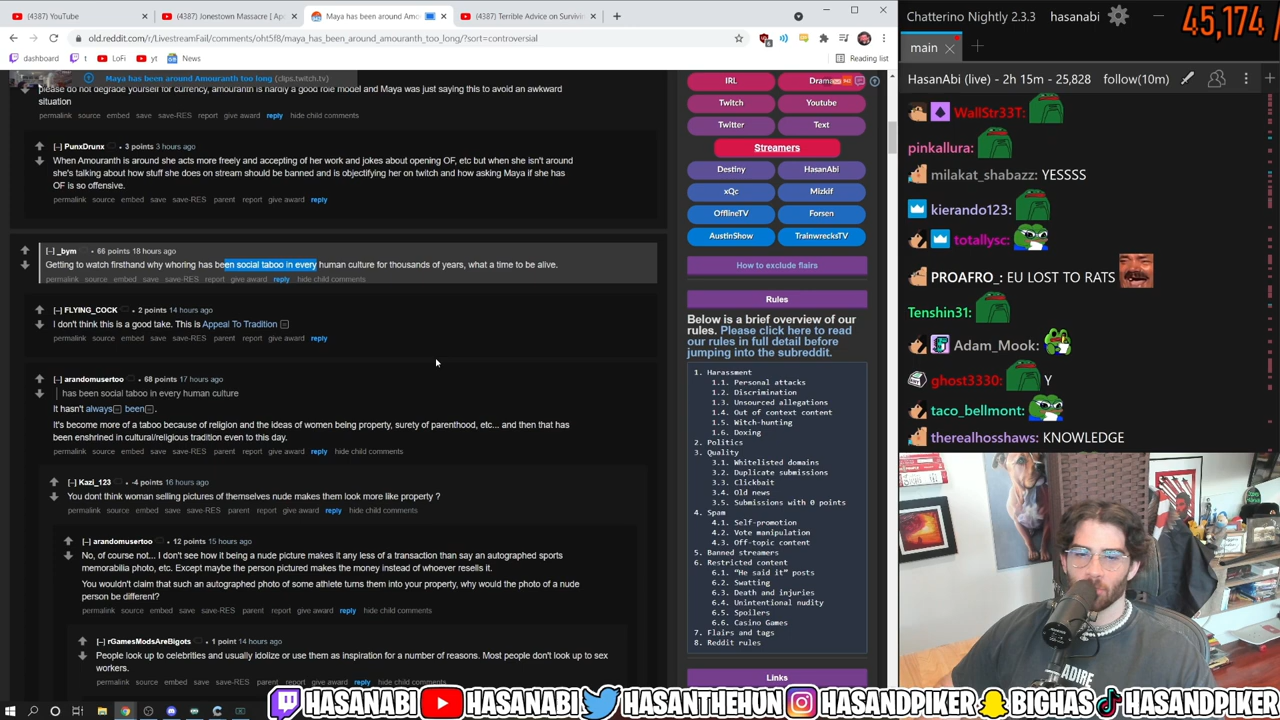 (4387) YouTube
(4387) Jonestown Massacre [ Apo
Maya has been around Amo
(4387) Terrible Advice on Survivin
old.reddit.com/r/LivestreamFail/comments/oht5f8/maya_has_been_around_amouranth_too_long/?sort=controversial
dashboard
LoFi
yt
News
Reading list
Maya has been around Amouranth too long (clips.twitch.tv)
please do not degrade yourself for currency, amouranth is hardly a good role model and Maya was just saying this to avoid an awkward
situation
permalink source embed save save-RES report give award reply hide child comments
[–] PunxDrunx • 3 points 3 hours ago
When Amouranth is around she acts more freely and accepting of her work and jokes about opening OF, etc but when she isn't around
she's talking about how stuff she does on stream should be banned and is objectifying her on twitch and how asking Maya if she has
OF is so offensive.
permalink source embed save save-RES parent report give award reply
[–] _bym • 66 points 18 hours ago
Getting to watch firsthand why whoring has been social taboo in every human culture for thousands of years, what a time to be alive.
permalink source embed save save-RES report give award reply hide child comments
[–] FLYING_COCK • 2 points 14 hours ago
I don't think this is a good take. This is Appeal To Tradition
permalink source embed save save-RES parent report give award reply
[–] arandomusertoo • 68 points 17 hours ago
has been social taboo in every human culture
It hasn't always been .
It's become more of a taboo because of religion and the ideas of women being property, surety of parenthood, etc... and then that has
been enshrined in cultural/religious tradition even to this day.
permalink source embed save save-RES parent report give award reply hide child comments
[–] Kazi_123 • -4 points 16 hours ago
You dont think woman selling pictures of themselves nude makes them look more like property ?
permalink source embed save save-RES parent report give award reply hide child comments
[–] arandomusertoo • 12 points 15 hours ago
No, of course not... I don't see how it being a nude picture makes it any less of a transaction than say an autographed sports
memorabilia photo, etc. Except maybe the person pictured makes the money instead of whoever resells it.
You wouldn't claim that such an autographed photo of some athlete turns them into your property, why would the photo of a nude
person be different?
permalink source embed save save-RES parent report give award reply hide child comments
[–] rGamesModsAreBigots • 1 point 14 hours ago
People look up to celebrities and usually idolize or use them as inspiration for a number of reasons. Most people don't look up to sex
workers.
permalink source embed save save-RES parent report give award reply hide child comments
IRL
Drama
Twitch
Youtube
Twitter
Text
Streamers
Destiny
HasanAbi
xQc
Mizkif
OfflineTV
Forsen
AustinShow
TrainwrecksTV
How to exclude flairs
Rules
Below is a brief overview of our
rules. Please click here to read
our rules in full detail before
jumping into the subreddit.
1. Harassment
1.1. Personal attacks
1.2. Discrimination
1.3. Unsourced allegations
1.4. Out of context content
1.5. Witch-hunting
1.6. Doxing
2. Politics
3. Quality
3.1. Whitelisted domains
3.2. Duplicate submissions
3.3. Clickbait
3.4. Old news
3.5. Submissions with 0 points
4. Spam
4.1. Self-promotion
4.2. Vote manipulation
4.3. Off-topic content
5. Banned streamers
6. Restricted content
6.1. “He said it” posts
6.2. Swatting
6.3. Death and injuries
6.4. Unintentional nudity
6.5. Spoilers
6.6. Casino Games
7. Flairs and tags
8. Reddit rules
Links
Chatterino Nightly 2.3.3
hasanabi
45,174 /
main
HasanAbi (live) - 2h 15m - 25,828
follow(10m)
WallStr33T:
pinkallura:
milakat_shabazz: YESSSS
kierando123:
totallysc:
PROAFRO_: EU LOST TO RATS
Tenshin31:
Adam_Mook:
ghost3330: Y
taco_bellmont:
therealhosshaws: KNOWLEDGE
HASANABI
HASANABI
HASANTHEHUN
HASANDPIKER
BIGHAS
HASANDPIKER